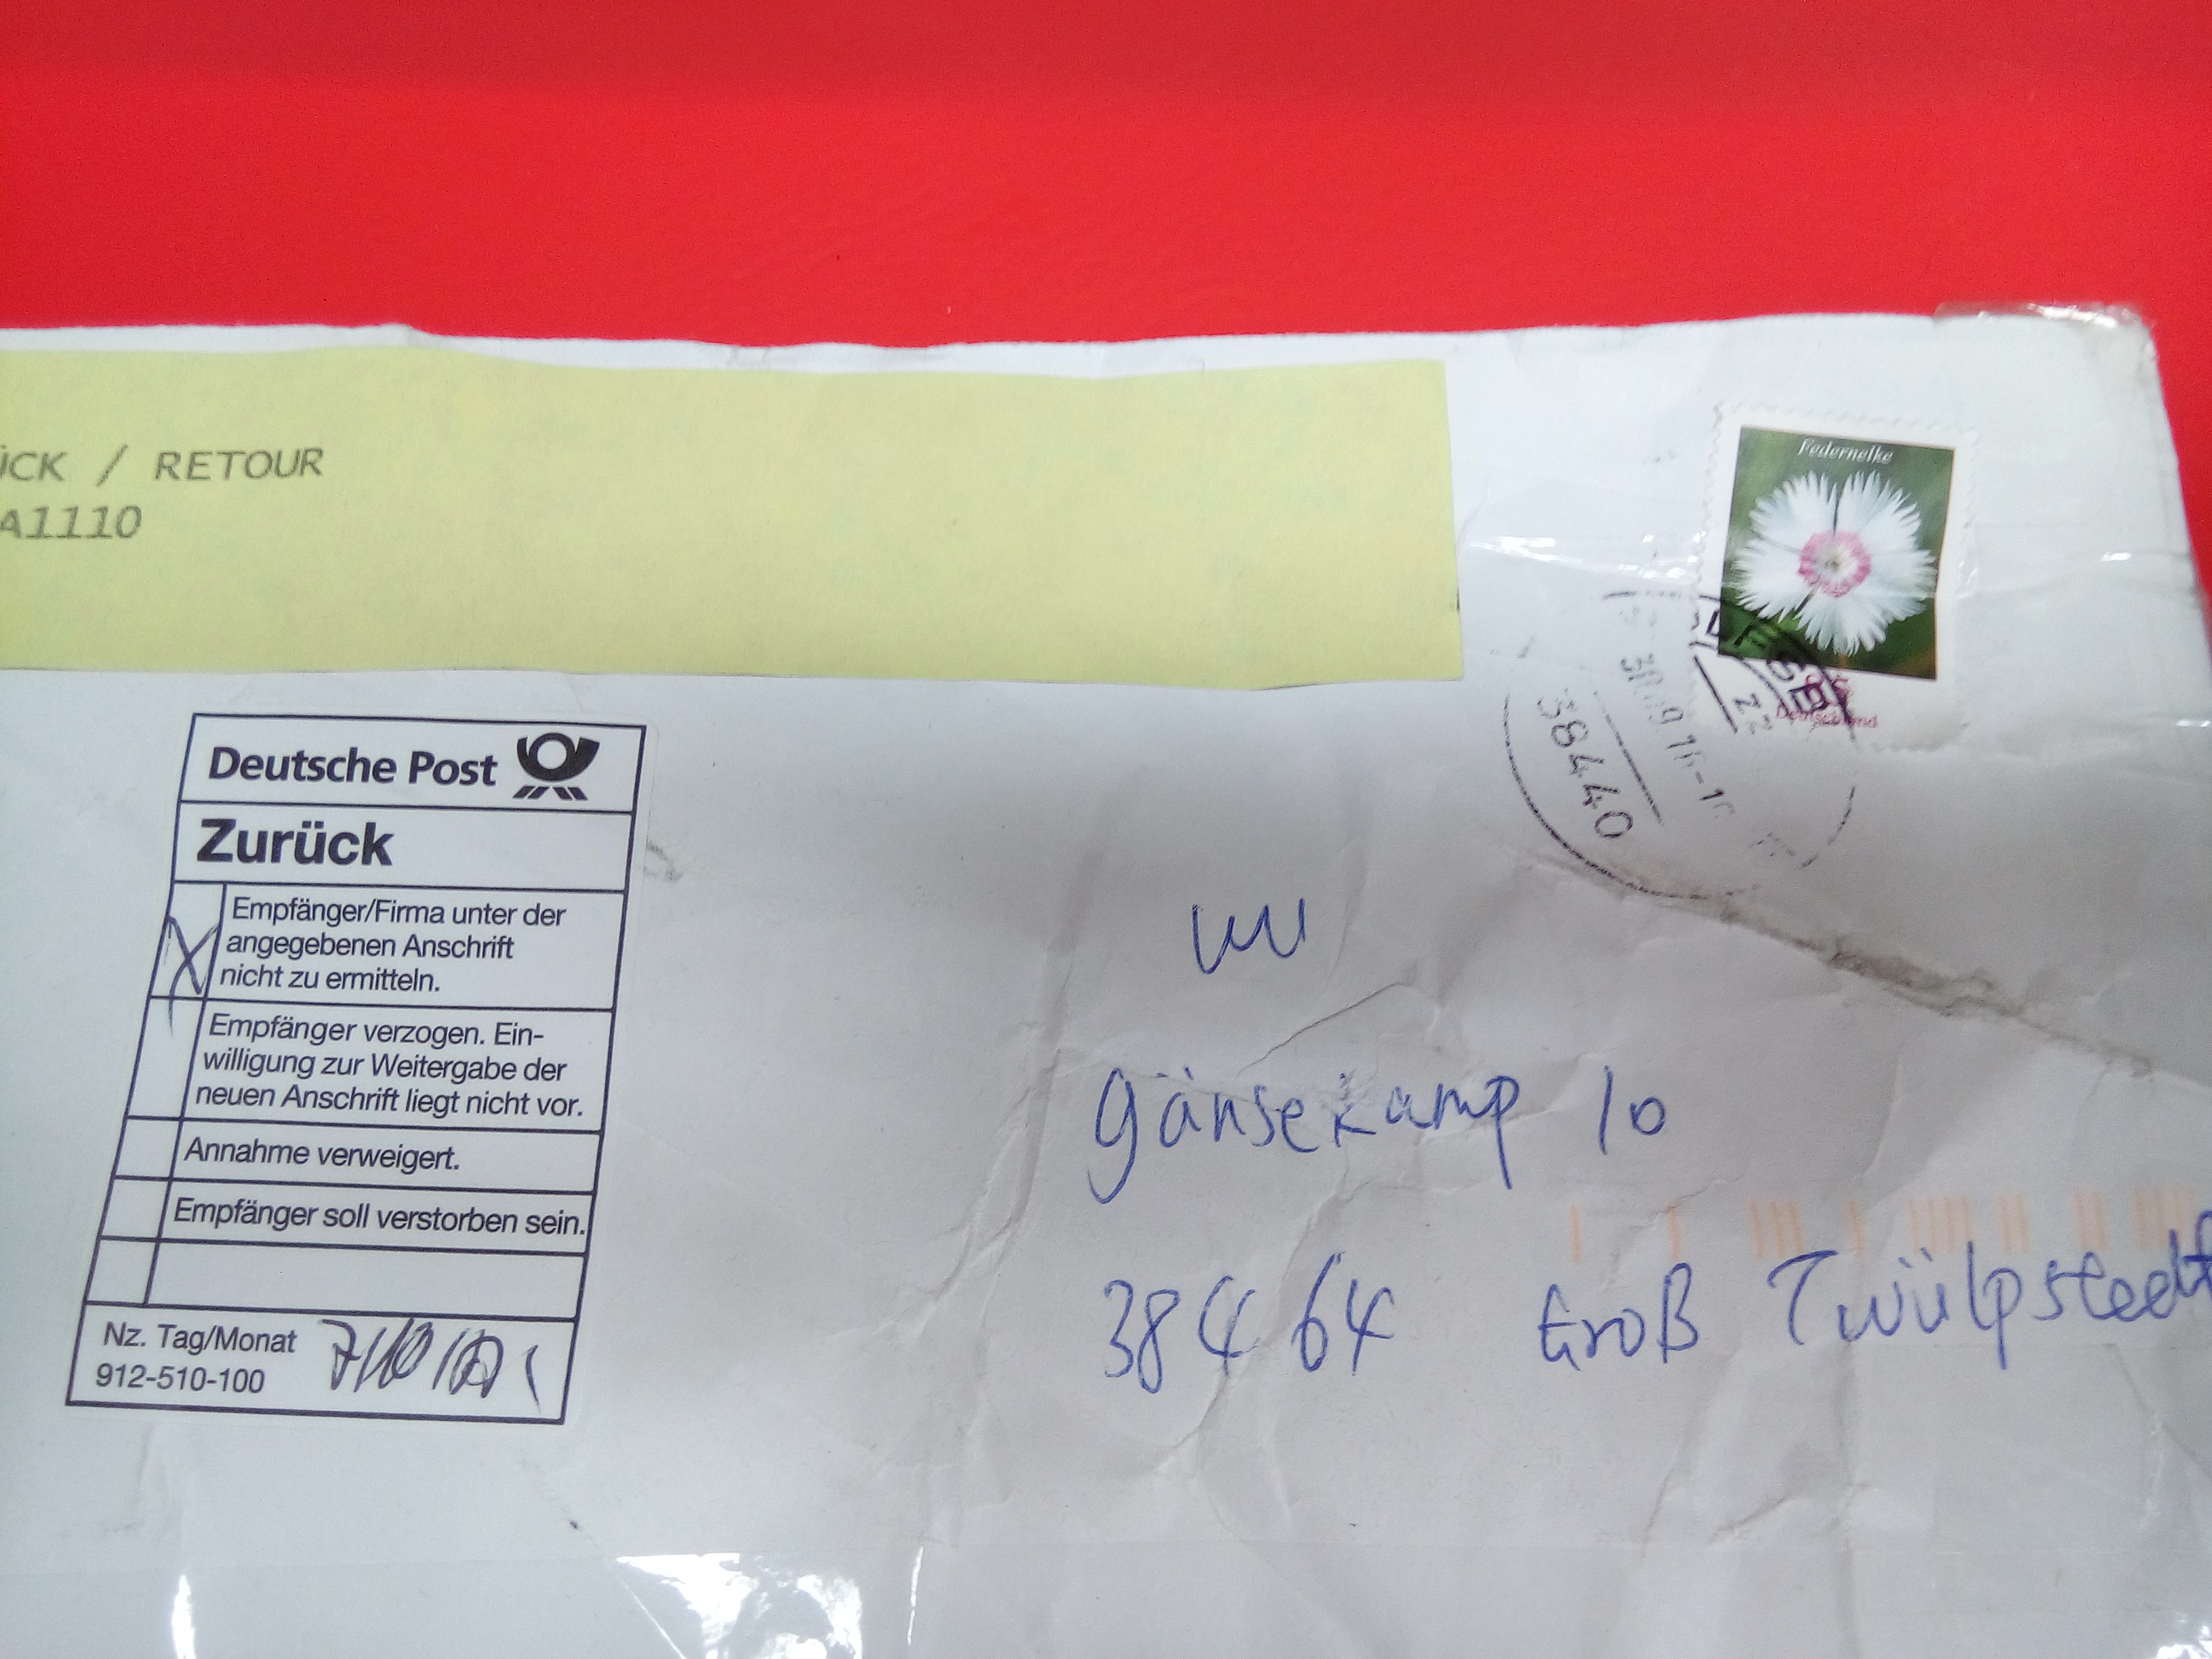 ÜCK / RETOUR
A1110
Federnelke
Deutschland
38440
Deutsche Post
Zurück
Empfänger/Firma unter der
angegebenen Anschrift
nicht zu ermitteln.
Empfänger verzogen. Ein-
willigung zur Weitergabe der
neuen Anschrift liegt nicht vor.
Annahme verweigert.
Empfänger soll verstorben sein.
Nz. Tag/Monat
912-510-100
Gänsekamp 10
38464 Groß Twülpstedt